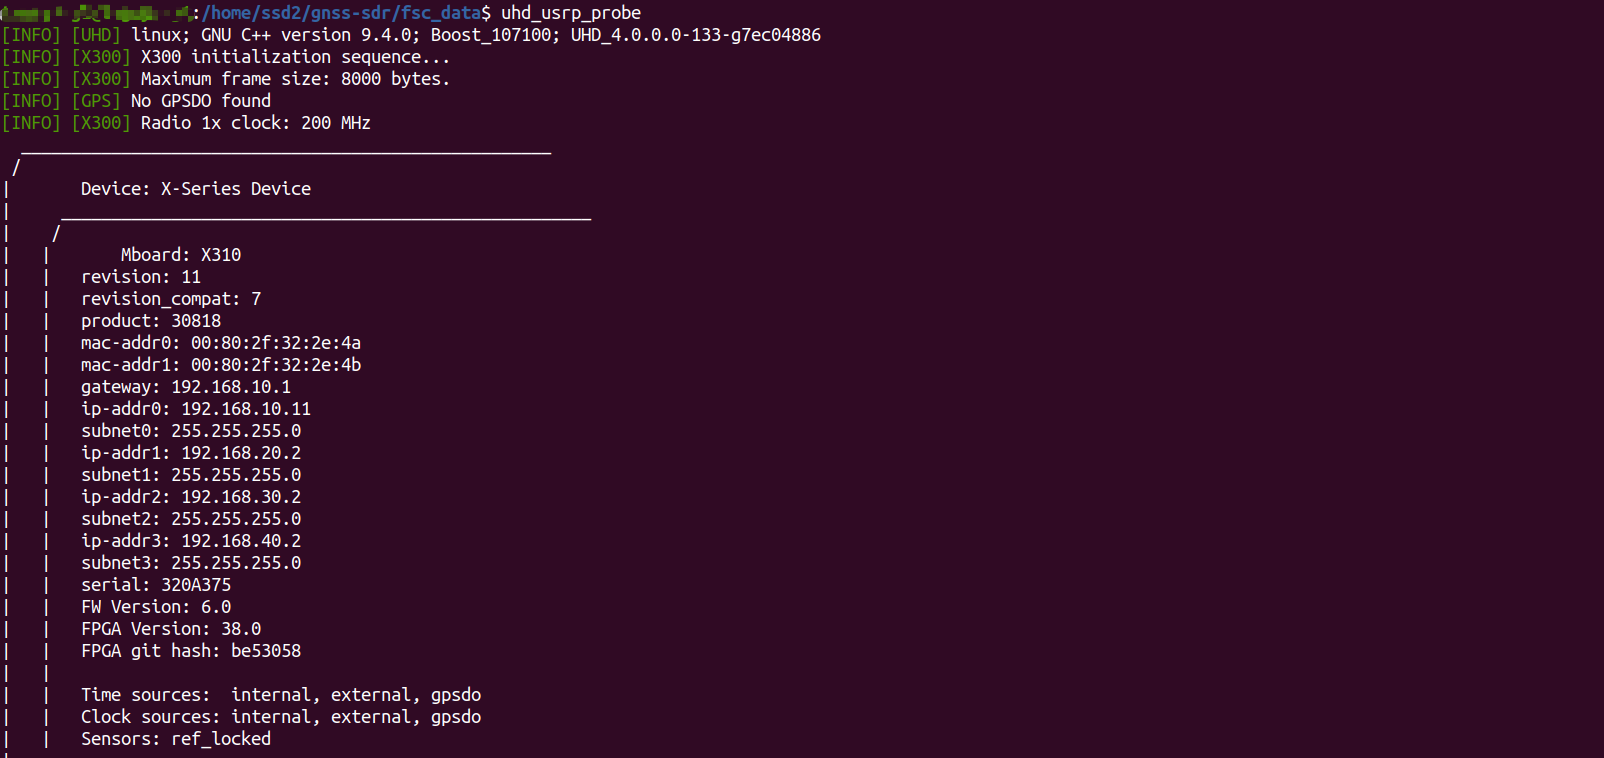 :/home/ssd2/gnss-sdr/fsc_data$ uhd_usrp_probe
[INFO] [UHD] linux; GNU C++ version 9.4.0; Boost_107100; UHD_4.0.0.0-133-g7ec04886
[INFO] [X300] X300 initialization sequence...
[INFO] [X300] Maximum frame size: 8000 bytes.
[INFO] [GPS] No GPSDO found
[INFO] [X300] Radio 1x clock: 200 MHz
  _____________________________________________________
 /
|       Device: X-Series Device
|     _____________________________________________________
|    /
|   |       Mboard: X310
|   |   revision: 11
|   |   revision_compat: 7
|   |   product: 30818
|   |   mac-addr0: 00:80:2f:32:2e:4a
|   |   mac-addr1: 00:80:2f:32:2e:4b
|   |   gateway: 192.168.10.1
|   |   ip-addr0: 192.168.10.11
|   |   subnet0: 255.255.255.0
|   |   ip-addr1: 192.168.20.2
|   |   subnet1: 255.255.255.0
|   |   ip-addr2: 192.168.30.2
|   |   subnet2: 255.255.255.0
|   |   ip-addr3: 192.168.40.2
|   |   subnet3: 255.255.255.0
|   |   serial: 320A375
|   |   FW Version: 6.0
|   |   FPGA Version: 38.0
|   |   FPGA git hash: be53058
|   |
|   |   Time sources:  internal, external, gpsdo
|   |   Clock sources: internal, external, gpsdo
|   |   Sensors: ref_locked